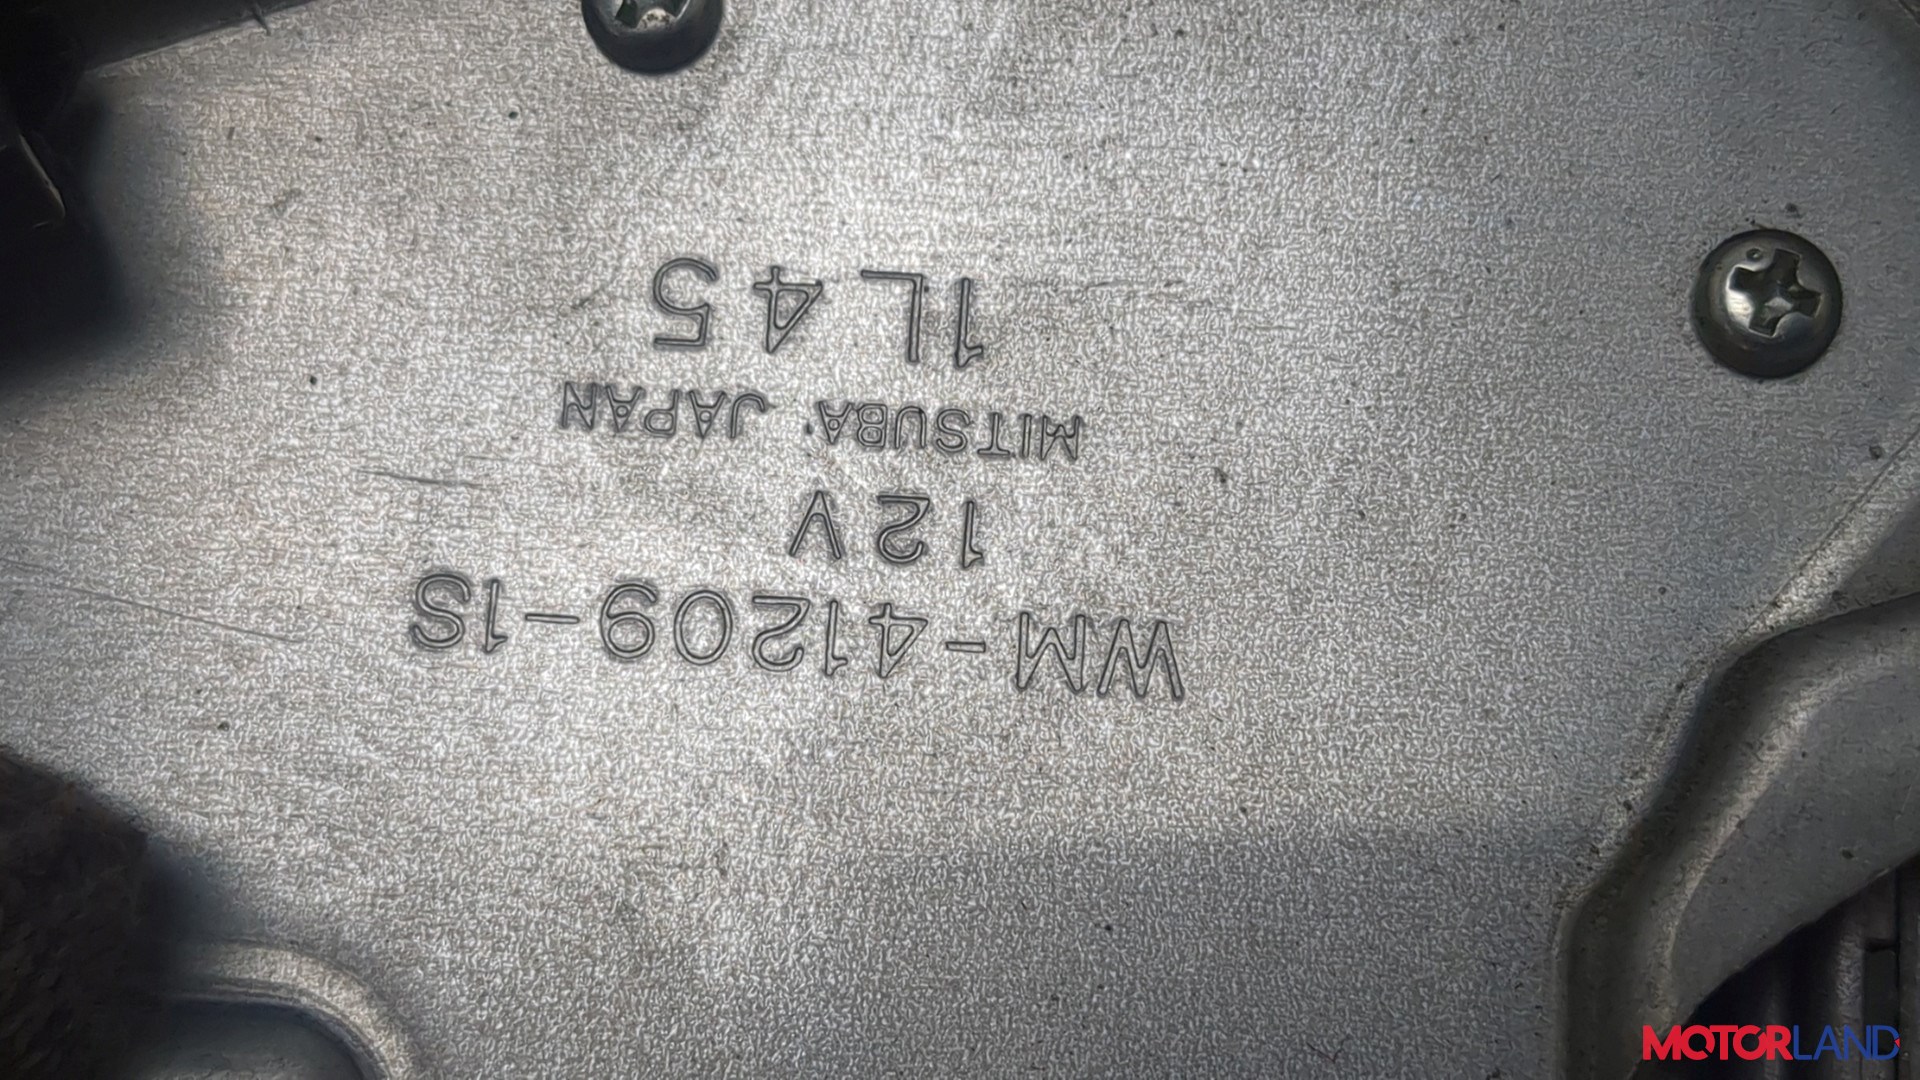 WM-41209-1S
12V
MITSUBA JAPAN
1L45
MOTORLAND